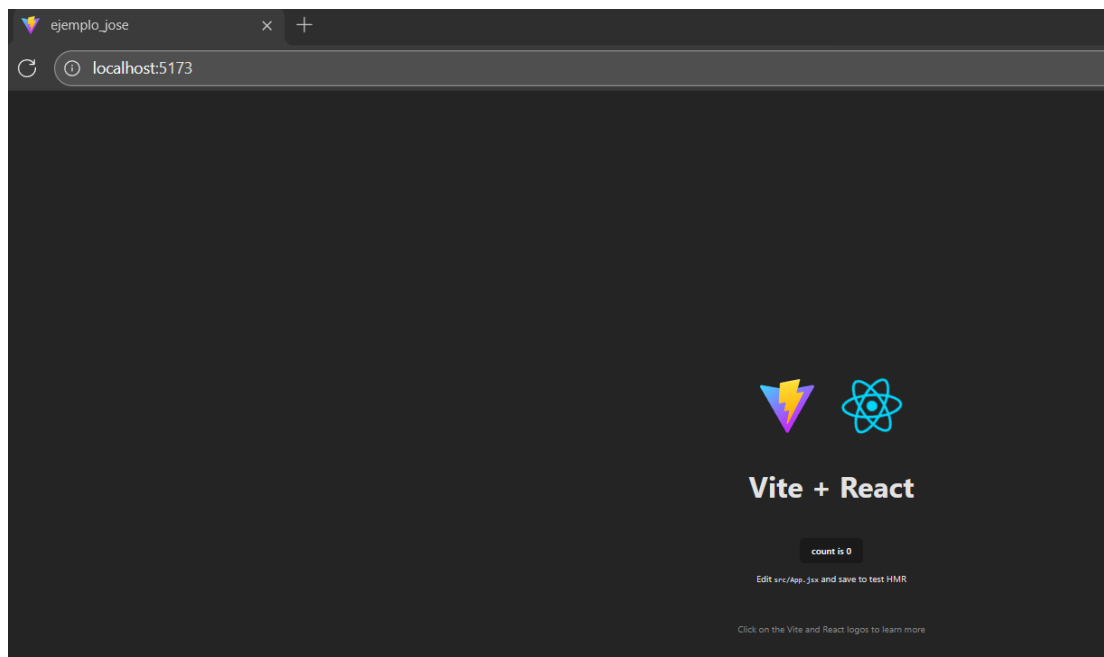 ejemplo_jose
localhost:5173
Vite + React
count is 0
Edit src/App.jsx and save to test HMR
Click on the Vite and React logos to learn more